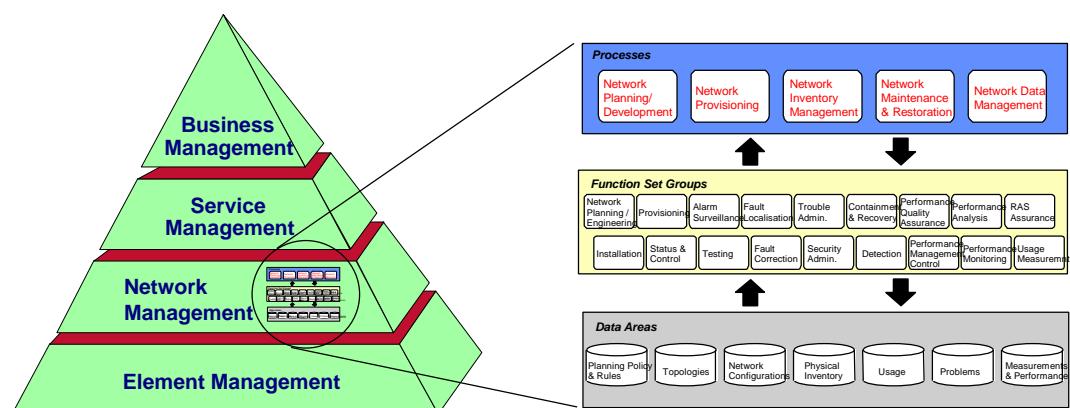 Business
Management
Service
Management
Network
Management
Element Management
Processes
Network
Planning/
Development
Network
Provisioning
Network
Inventory
Management
Network
Maintenance
& Restoration
Network Data
Management
Function Set Groups
Network
Planning /
Engineering
Provisioning
Alarm
Surveillance
Fault
Localisation
Trouble
Admin.
Containment
& Recovery
Performance
Quality
Assurance
Performance
Analysis
RAS
Assurance
Installation
Status &
Control
Testing
Fault
Correction
Security
Admin.
Detection
Performance
Management
Control
Performance
Monitoring
Usage
Measuremnt
Data Areas
Planning Policy
& Rules
Topologies
Network
Configurations
Physical
Inventory
Usage
Problems
Measurements
& Performance